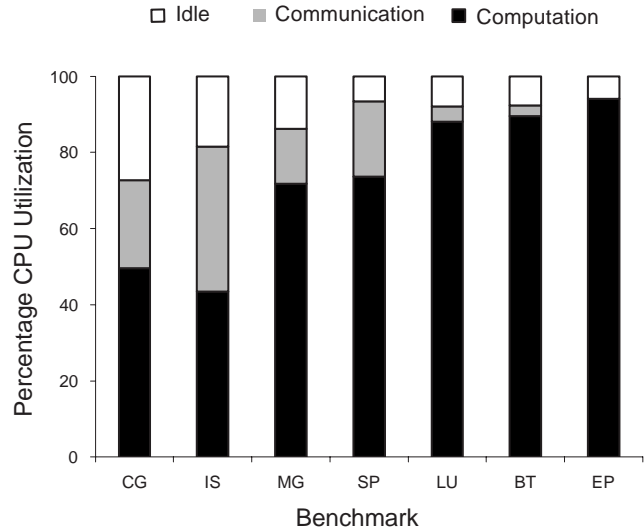 Idle Communication Computation
100
80
60
40
20
0
Percentage CPU Utilization
CG IS MG SP LU BT EP
Benchmark